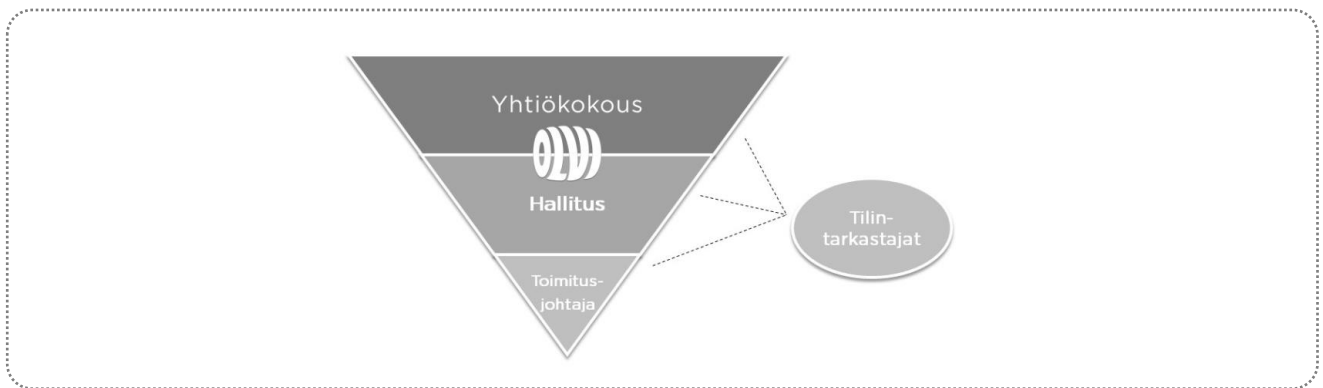 Yhtiökokous
OLVI
Hallitus
Tilin-
tarkastajat
Toimitus-
johtaja